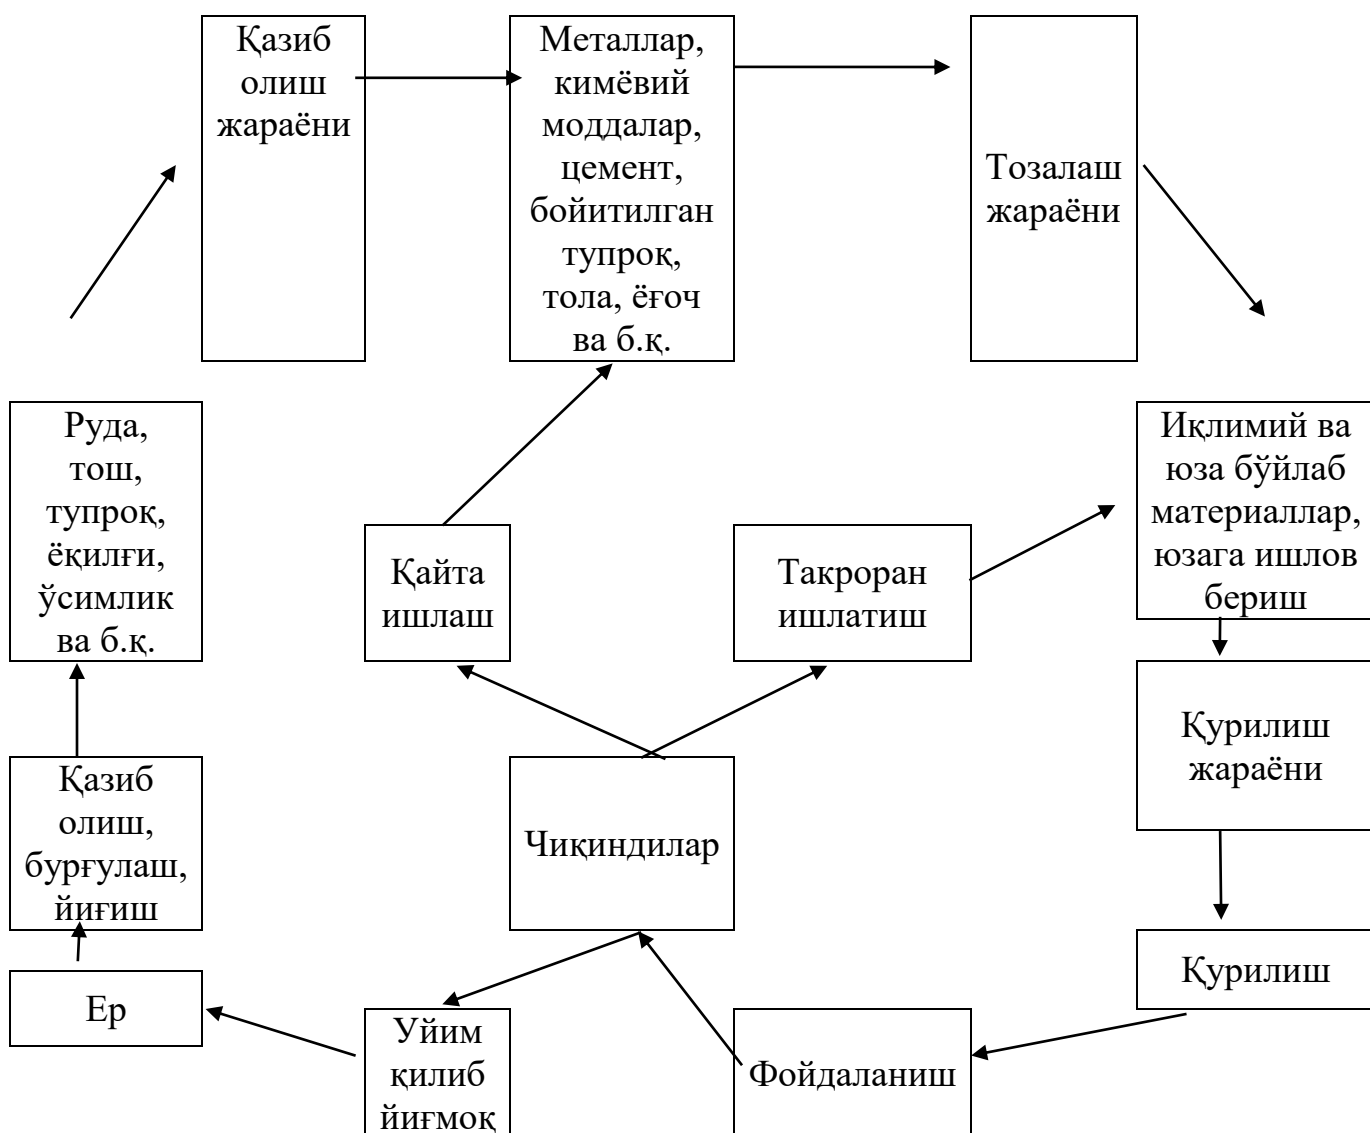 Қазиб
олиш
жараёни
Металлар,
кимёвий
моддалар,
цемент,
бойитилган
тупроқ,
тола, ёғоч
ва б.қ.
Тозалаш
жараёни
Руда,
тош,
тупроқ,
ёқилғи,
ўсимлик
ва б.қ.
Иқлимий ва
юза бўйлаб
материаллар,
юзага ишлов
бериш
Қайта
ишлаш
Такроран
ишлатиш
Қурилиш
жараёни
Қазиб
олиш,
бурғулаш,
йиғиш
Чиқиндилар
Қурилиш
Ер
Уйим
қилиб
йиғмоқ
Фойдаланиш